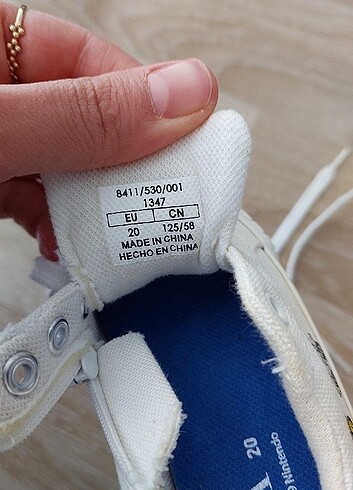 8411/530/001
1347
EU CN
20 125/58
MADE IN CHINA
HECHO EN CHINA
20
Nintendo